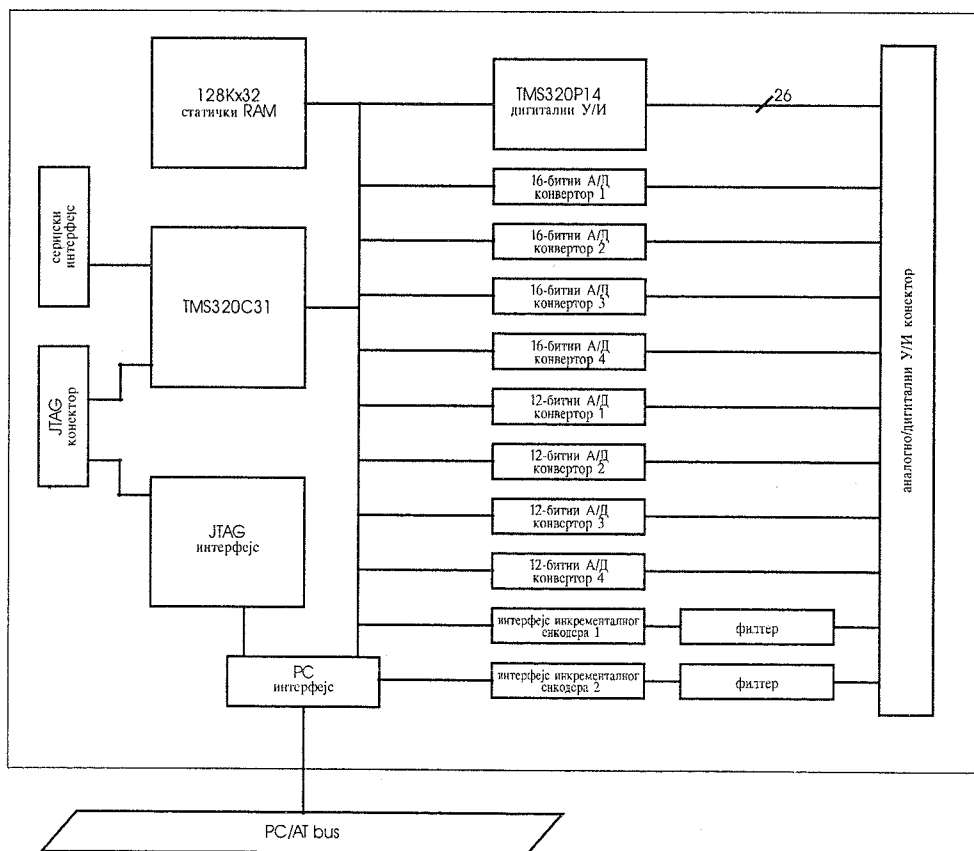 128Kx32
статички RAM
TMS320P14
дигитални У/И
26
серијски
интерфејс
TMS320C31
JTAG
конектор
JTAG
интерфејс
PC
интерфејс
PC/AT bus
16-битни А/Д
конвертор 1
16-битни А/Д
конвертор 2
16-битни А/Д
конвертор 3
16-битни А/Д
конвертор 4
12-битни А/Д
конвертор 1
12-битни А/Д
конвертор 2
12-битни А/Д
конвертор 3
12-битни А/Д
конвертор 4
интерфејс инкременталног
енкодера 1
филтер
интерфејс инкременталног
енкодера 2
филтер
аналогно/дигитални У/И конектор